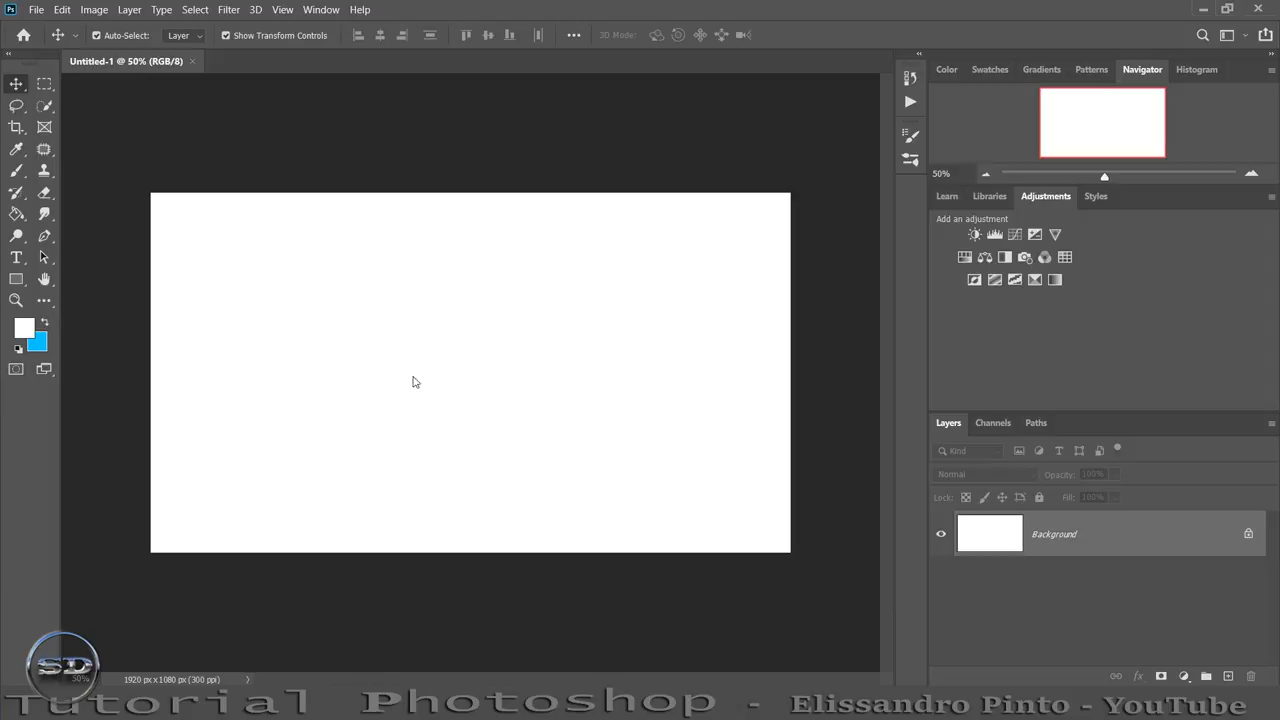 Ps File Edit Image Layer Type Select Filter 3D View Window Help
Auto-Select: Layer Show Transform Controls 3D Mode:
Untitled-1 @ 50% (RGB/8)
Color Swatches Gradients Patterns Navigator Histogram
50%
Learn Libraries Adjustments Styles
Add an adjustment
Layers Channels Paths
Kind
Normal Opacity: 100%
Lock: Fill: 100%
Background
SD
50% 1920 px x 1080 px (300 ppi)
Tutorial Photoshop - Elissandro Pinto - YouTube